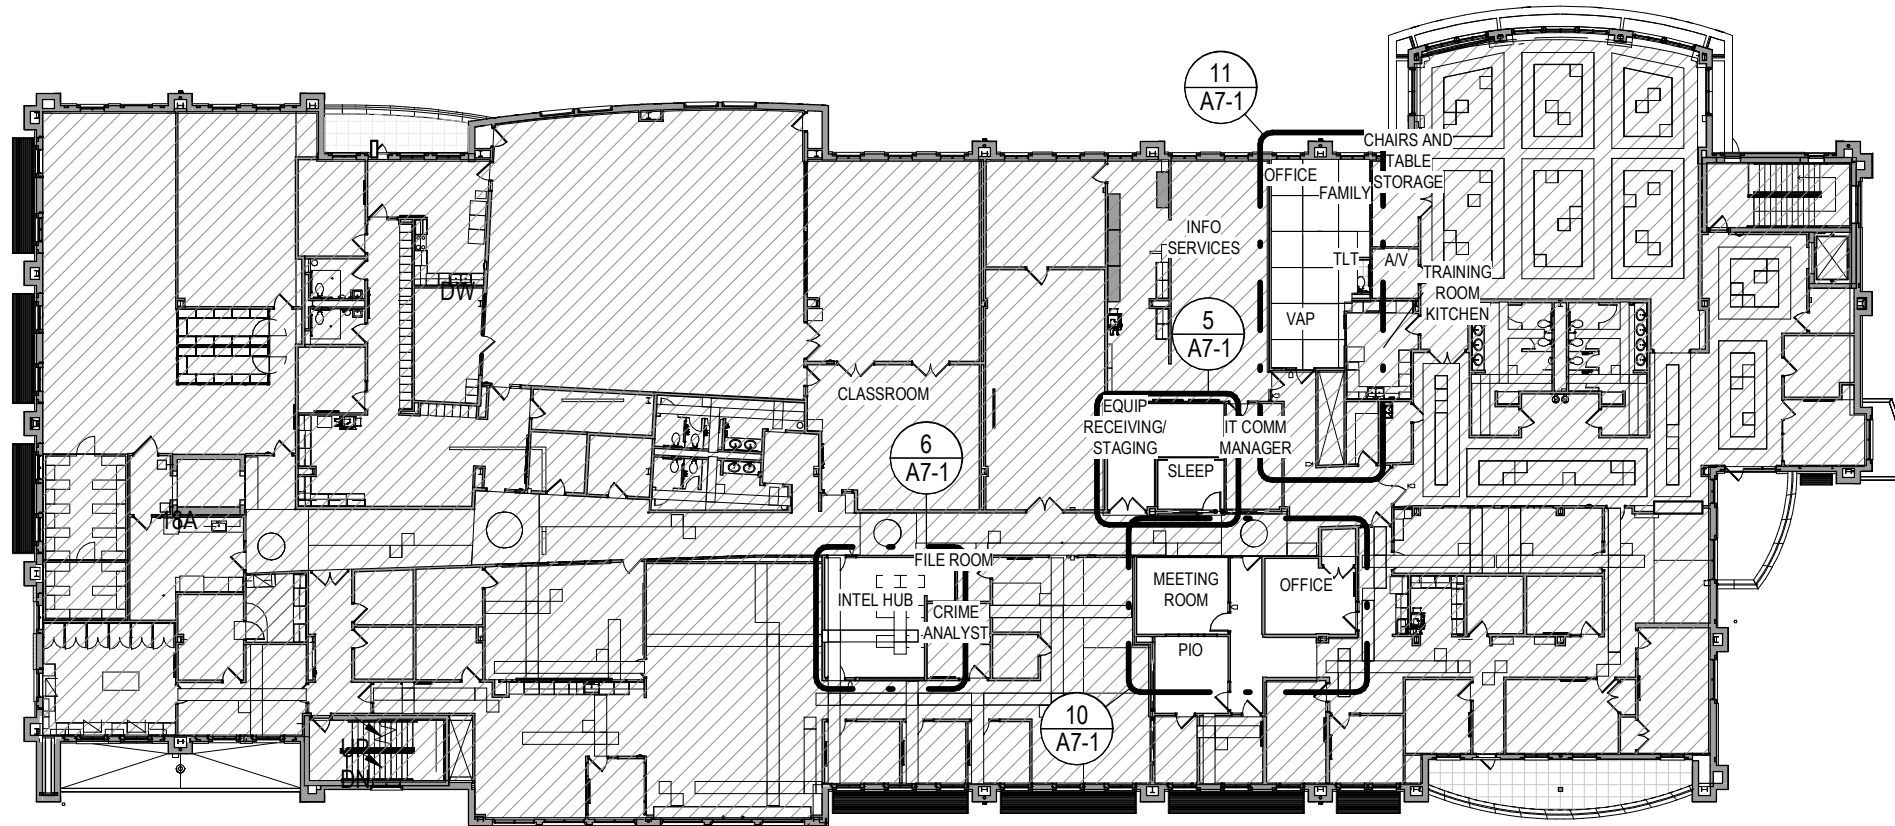 11
A7-1
CHAIRS AND
TABLE
STORAGE
OFFICE
FAMILY
INFO
SERVICES
TLT
A/V
TRAINING
ROOM
KITCHEN
DW
VAP
5
A7-1
CLASSROOM
EQUIP
RECEIVING/
STAGING
IT COMM
MANAGER
6
A7-1
SLEEP
18A
FILE ROOM
INTEL HUB
CRIME
ANALYST
MEETING
ROOM
OFFICE
PIO
10
A7-1
UP
DN